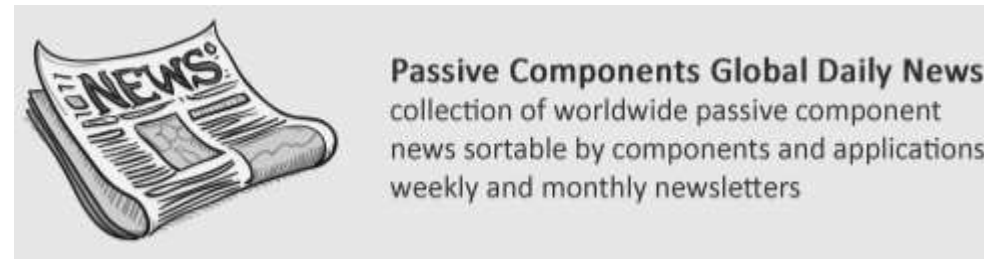 NEWS
Passive Components Global Daily News
collection of worldwide passive component
news sortable by components and applications
weekly and monthly newsletters